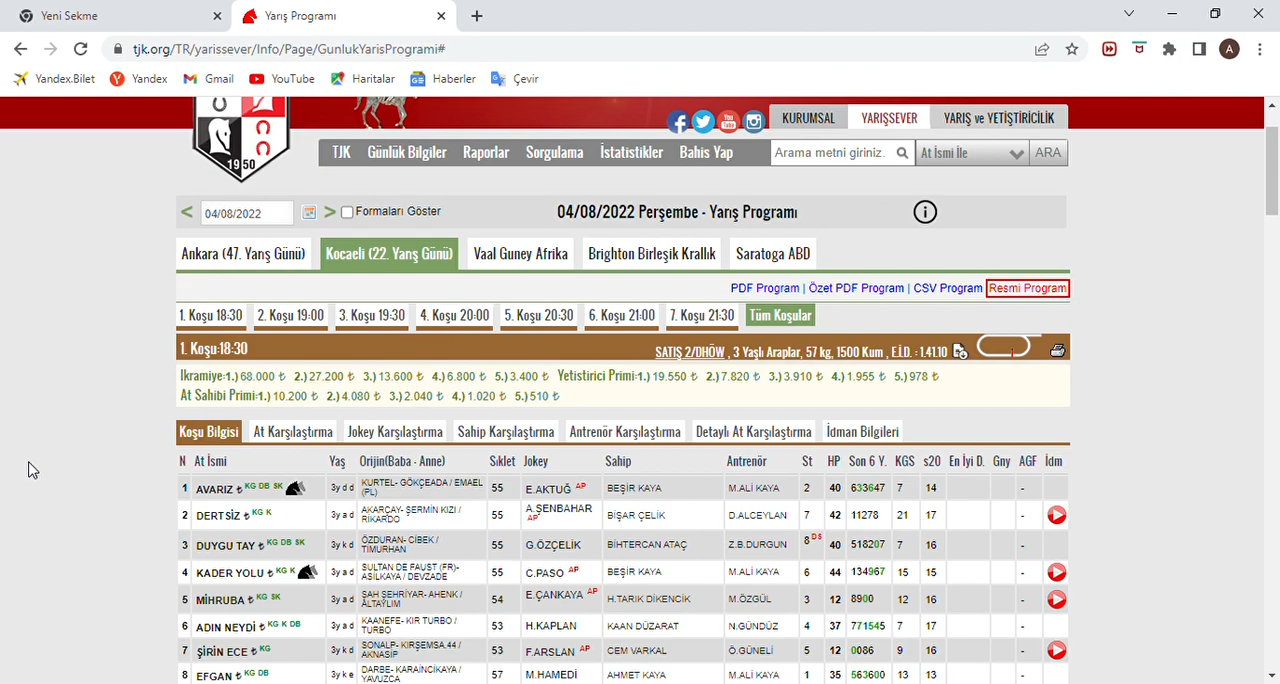 Yeni Sekme
Yarış Programı
tjk.org/TR/yarissever/Info/Page/GunlukYarisProgrami#
A
Yandex.Bilet
Yandex
Gmail
YouTube
Haritalar
Haberler
Çevir
1950
KURUMSAL
YARIŞSEVER
YARIŞ ve YETİŞTİRİCİLİK
TJK
Günlük Bilgiler
Raporlar
Sorgulama
İstatistikler
Bahis Yap
Arama metni giriniz.
At İsmi İle
ARA
04/08/2022
Formaları Göster
04/08/2022 Perşembe - Yarış Programı
Ankara (47. Yarış Günü)
Kocaeli (22. Yarış Günü)
Vaal Guney Afrika
Brighton Birleşik Krallık
Saratoga ABD
PDF Program | Özet PDF Program | CSV Program Resmi Program
1. Koşu 18:30
2. Koşu 19:00
3. Koşu 19:30
4. Koşu 20:00
5. Koşu 20:30
6. Koşu 21:00
7. Koşu 21:30
Tüm Koşular
1. Koşu:18:30
SATIŞ 2/DHÖW , 3 Yaşlı Araplar, 57 kg, 1500 Kum , E.İ.D. : 1.41.10
İkramiye:1.) 68.000 ₺ 2.) 27.200 ₺ 3.) 13.600 ₺ 4.) 6.800 ₺ 5.) 3.400 ₺ Yetistirici Primi:1.) 19.550 ₺ 2.) 7.820 ₺ 3.) 3.910 ₺ 4.) 1.955 ₺ 5.) 978 ₺
At Sahibi Primi:1.) 10.200 ₺ 2.) 4.080 ₺ 3.) 2.040 ₺ 4.) 1.020 ₺ 5.) 510 ₺
Koşu Bilgisi
At Karşılaştırma
Jokey Karşılaştırma
Sahip Karşılaştırma
Antrenör Karşılaştırma
Detaylı At Karşılaştırma
İdman Bilgileri
N At İsmi Yaş Orijin(Baba - Anne) Sıklet Jokey Sahip Antrenör St HP Son 6 Y. KGS s20 En İyi D. Gny AGF İdm
1 AVARIZ ₺ KG DB SK 3y d d KURTEL- GÖKÇEADA / EMAEL (PL) 55 E.AKTUĞ AP BEŞİR KAYA M.ALİ KAYA 2 40 633647 7 14 -
2 DERTSİZ ₺ KG K 3y a d AKARÇAY- ŞERMİN KIZI / RIKARDO 55 A.ŞENBAHAR AP BİŞAR ÇELİK D.ALCEYLAN 7 42 11278 21 17 -
3 DUYGU TAY ₺ KG DB SK 3y k d ÖZDURAN- CİBEK / TİMURHAN 55 G.ÖZÇELİK BİHTERCAN ATAÇ Z.B.DURGUN 8 DS 40 518207 7 16 -
4 KADER YOLU ₺ KG K 3y a d SULTAN DE FAUST (FR)- ASİLKAYA / DEVZADE 55 C.PASO AP BEŞİR KAYA M.ALİ KAYA 6 44 134967 15 15 -
5 MİHRUBA ₺ KG SK 3y a d ŞAH ŞEHRİYAR- AHENK / ALTAYLIM 54 E.ÇANKAYA AP H.TARIK DİKENCİK M.ÖZGÜL 3 12 8900 12 16 -
6 ADIN NEYDİ ₺ KG K DB 3y a d KAANEFE- KIR TURBO / TURBO 53 H.KAPLAN KAAN DÜZARAT N.GÜNDÜZ 4 37 771545 7 17 -
7 ŞİRİN ECE ₺ KG 3y k d SONALP- KIRŞEMSA.44 / AKNASIP 53 F.ARSLAN AP CEM VARKAL Ö.GÜNELİ 5 12 0086 9 16 -
8 EFGAN ₺ KG DB 3y k e DARBE- KARAİNCİKAYA / YAVUZCA 57 M.HAMEDİ AHMET KAYA M.ALİ KAYA 1 35 563600 13 13 -